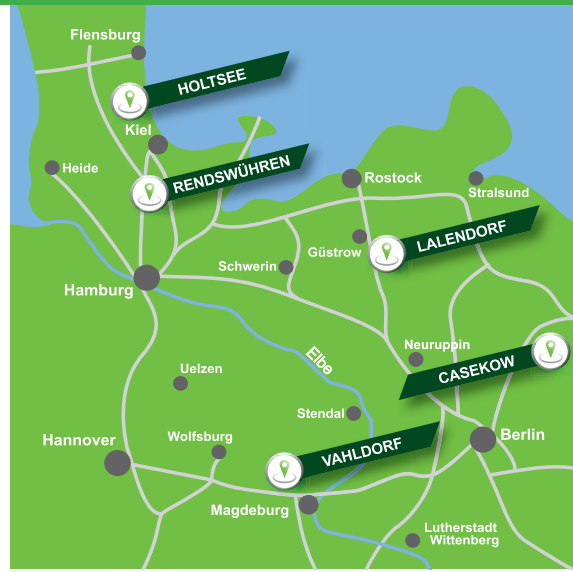 Flensburg
HOLTSEE
Kiel
Heide
RENDSWÜHREN
Rostock
Stralsund
LALENDORF
Güstrow
Schwerin
Hamburg
Neuruppin
Elbe
CASEKOW
Uelzen
Stendal
Hannover
Wolfsburg
VAHLDORF
Berlin
Magdeburg
Lutherstadt
Wittenberg